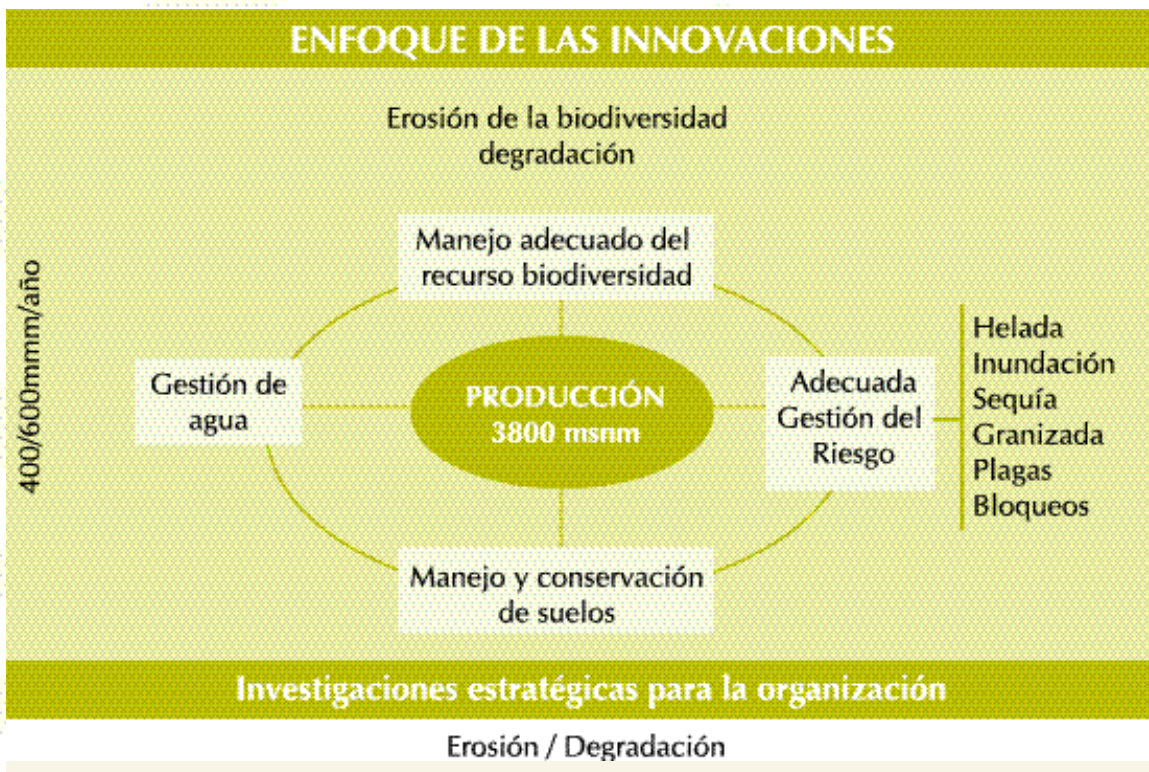 ENFOQUE DE LAS INNOVACIONES
Erosión de la biodiversidad
degradación
Manejo adecuado del
recurso biodiversidad
400/600mmm/año
Gestión de
agua
PRODUCCIÓN
3800 msnm
Adecuada
Gestión del
Riesgo
Helada
Inundación
Sequía
Granizada
Plagas
Bloqueos
Manejo y conservación
de suelos
Investigaciones estratégicas para la organización
Erosión / Degradación